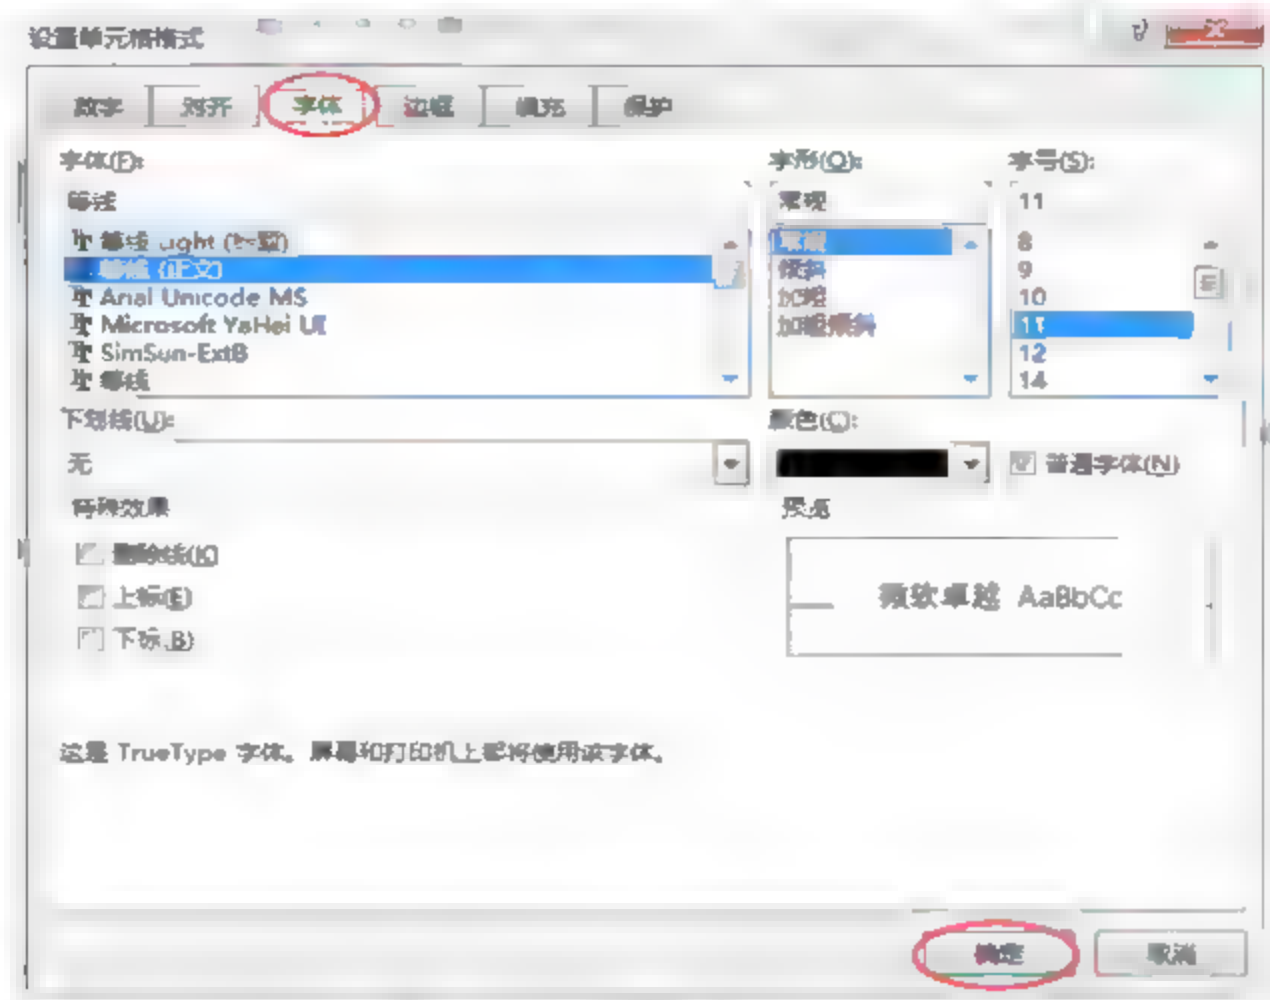 设置单元格格式
数字 对齐 字体 边框 填充 保护
字体(F): 字形(O): 字号(S):
等线 常规 11
等线 Light (标题) 常规 8
等线 (正文) 倾斜 9
Arial Unicode MS 加粗 10
Microsoft YaHei UI 加粗倾斜 11
SimSun-ExtB 12
等线 14
下划线(U): 颜色(C):
无 普通字体(N)
特殊效果 预览
删除线(K)
上标(E) 微软卓越 AaBbCc
下标(B)
这是 TrueType 字体。屏幕和打印机上都将使用该字体。
确定 取消